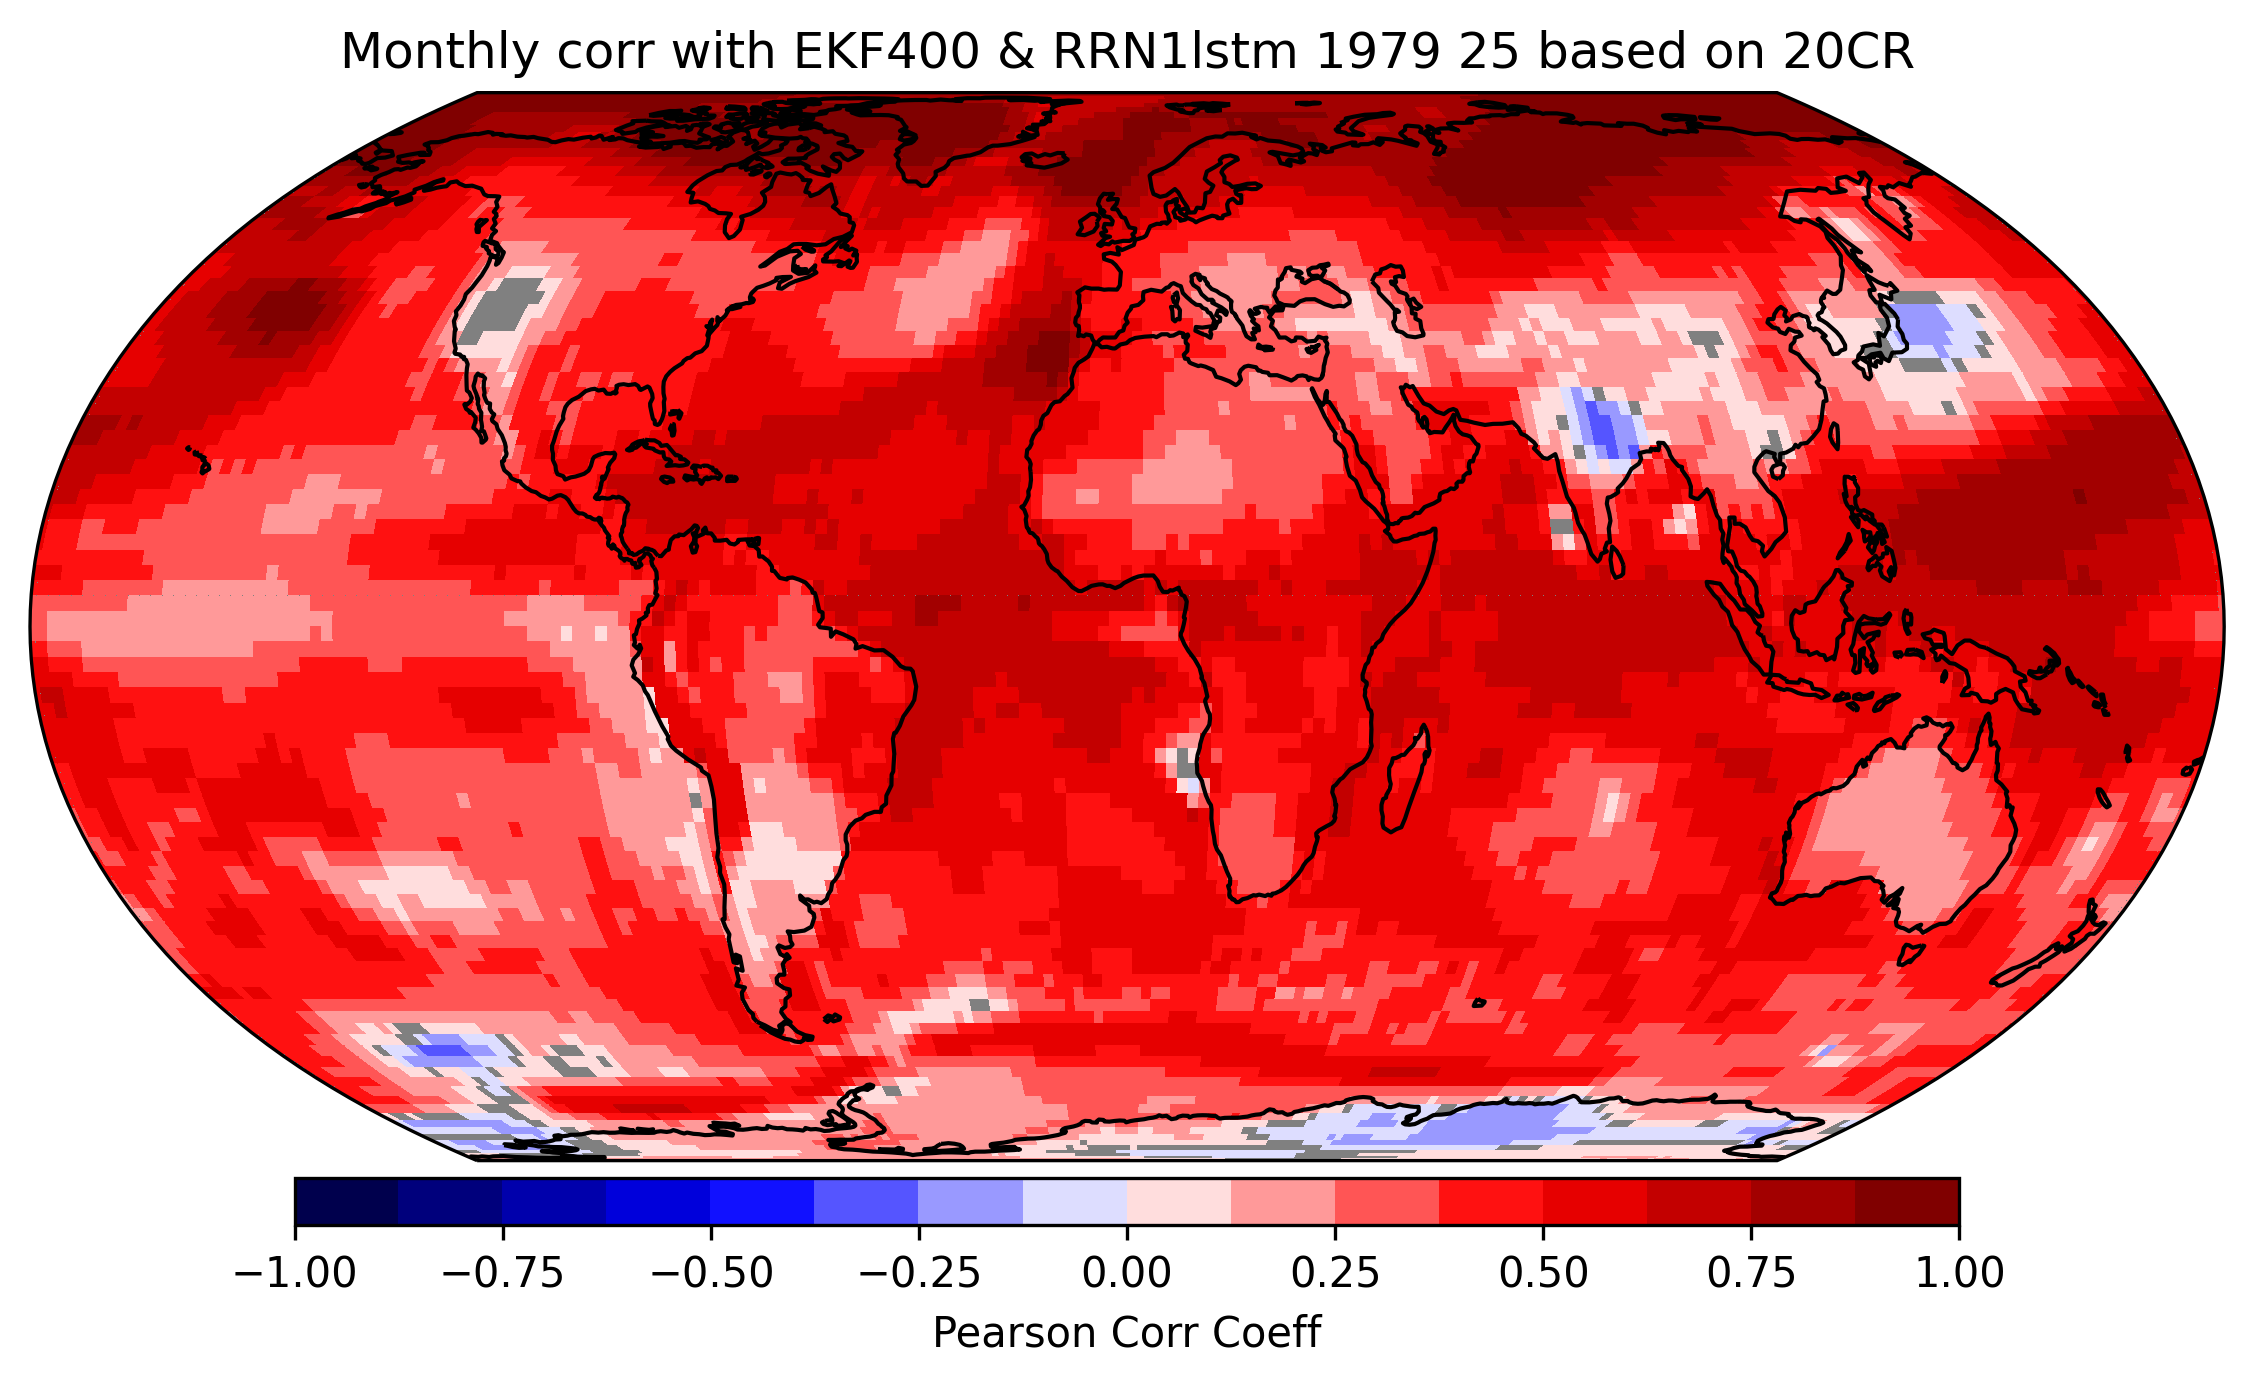 Monthly corr with EKF400 & RRN1lstm 1979 25 based on 20CR
−1.00 −0.75 −0.50 −0.25 0.00 0.25 0.50 0.75 1.00
Pearson Corr Coeff